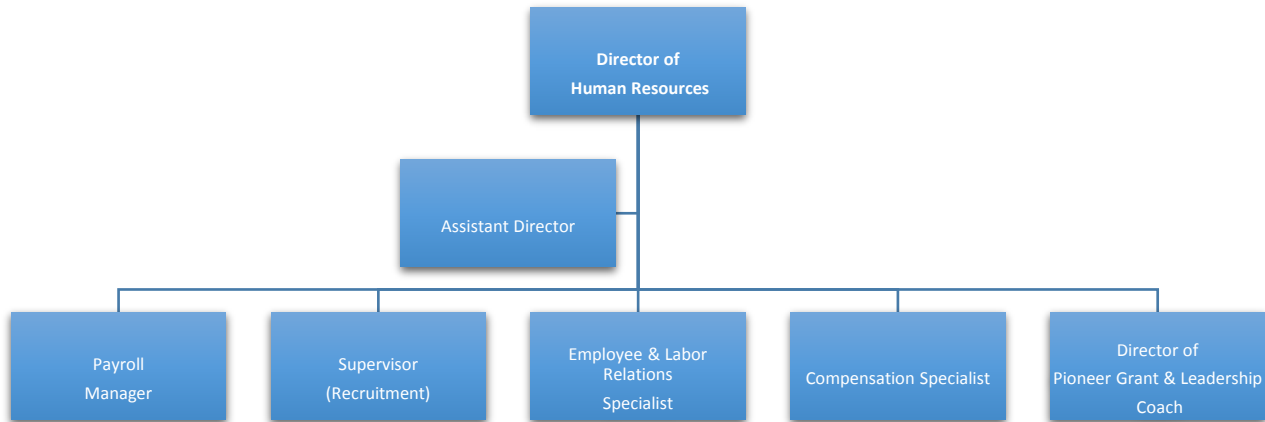 Director of
Human Resources
Assistant Director
Payroll
Manager
Supervisor
(Recruitment)
Employee & Labor
Relations
Specialist
Compensation Specialist
Director of
Pioneer Grant & Leadership
Coach